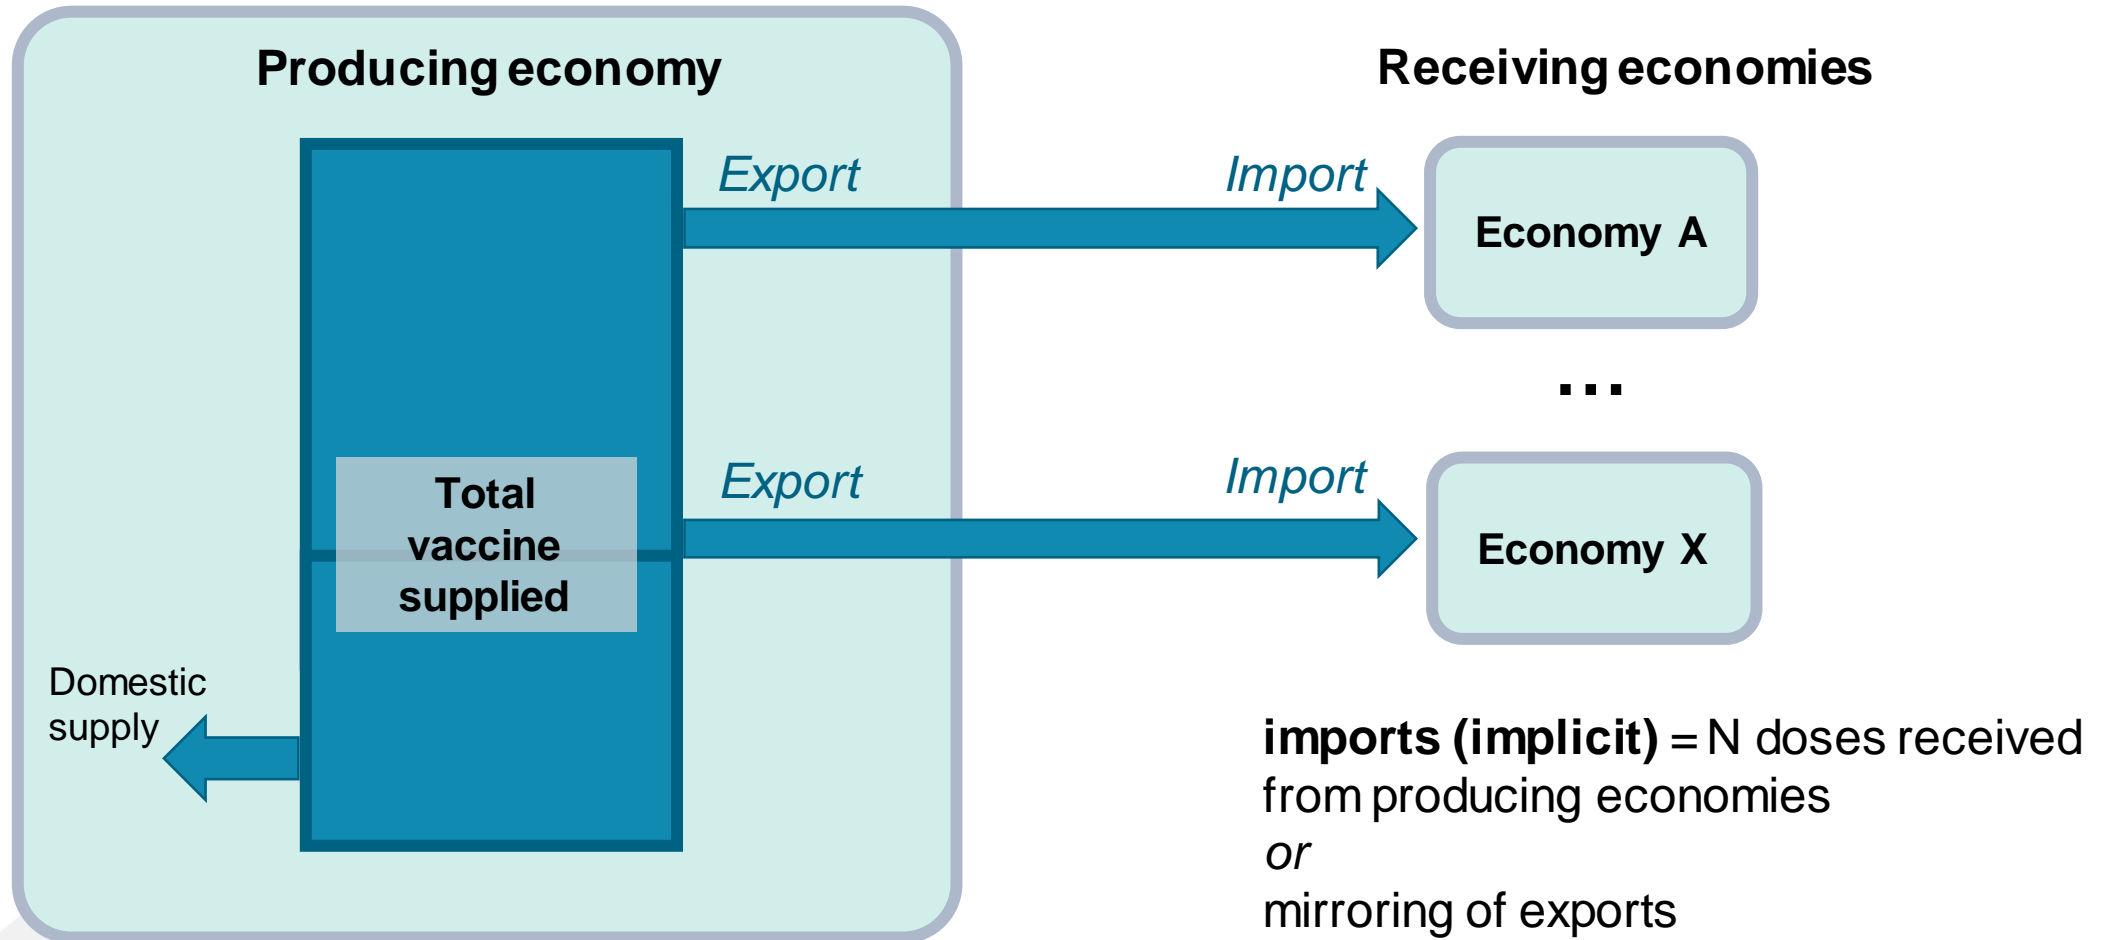 Producing economy
Receiving economies
Export
Import
Economy A
...
Total
vaccine
supplied
Export
Import
Economy X
Domestic
supply
imports (implicit) = N doses received
from producing economies
or
mirroring of exports